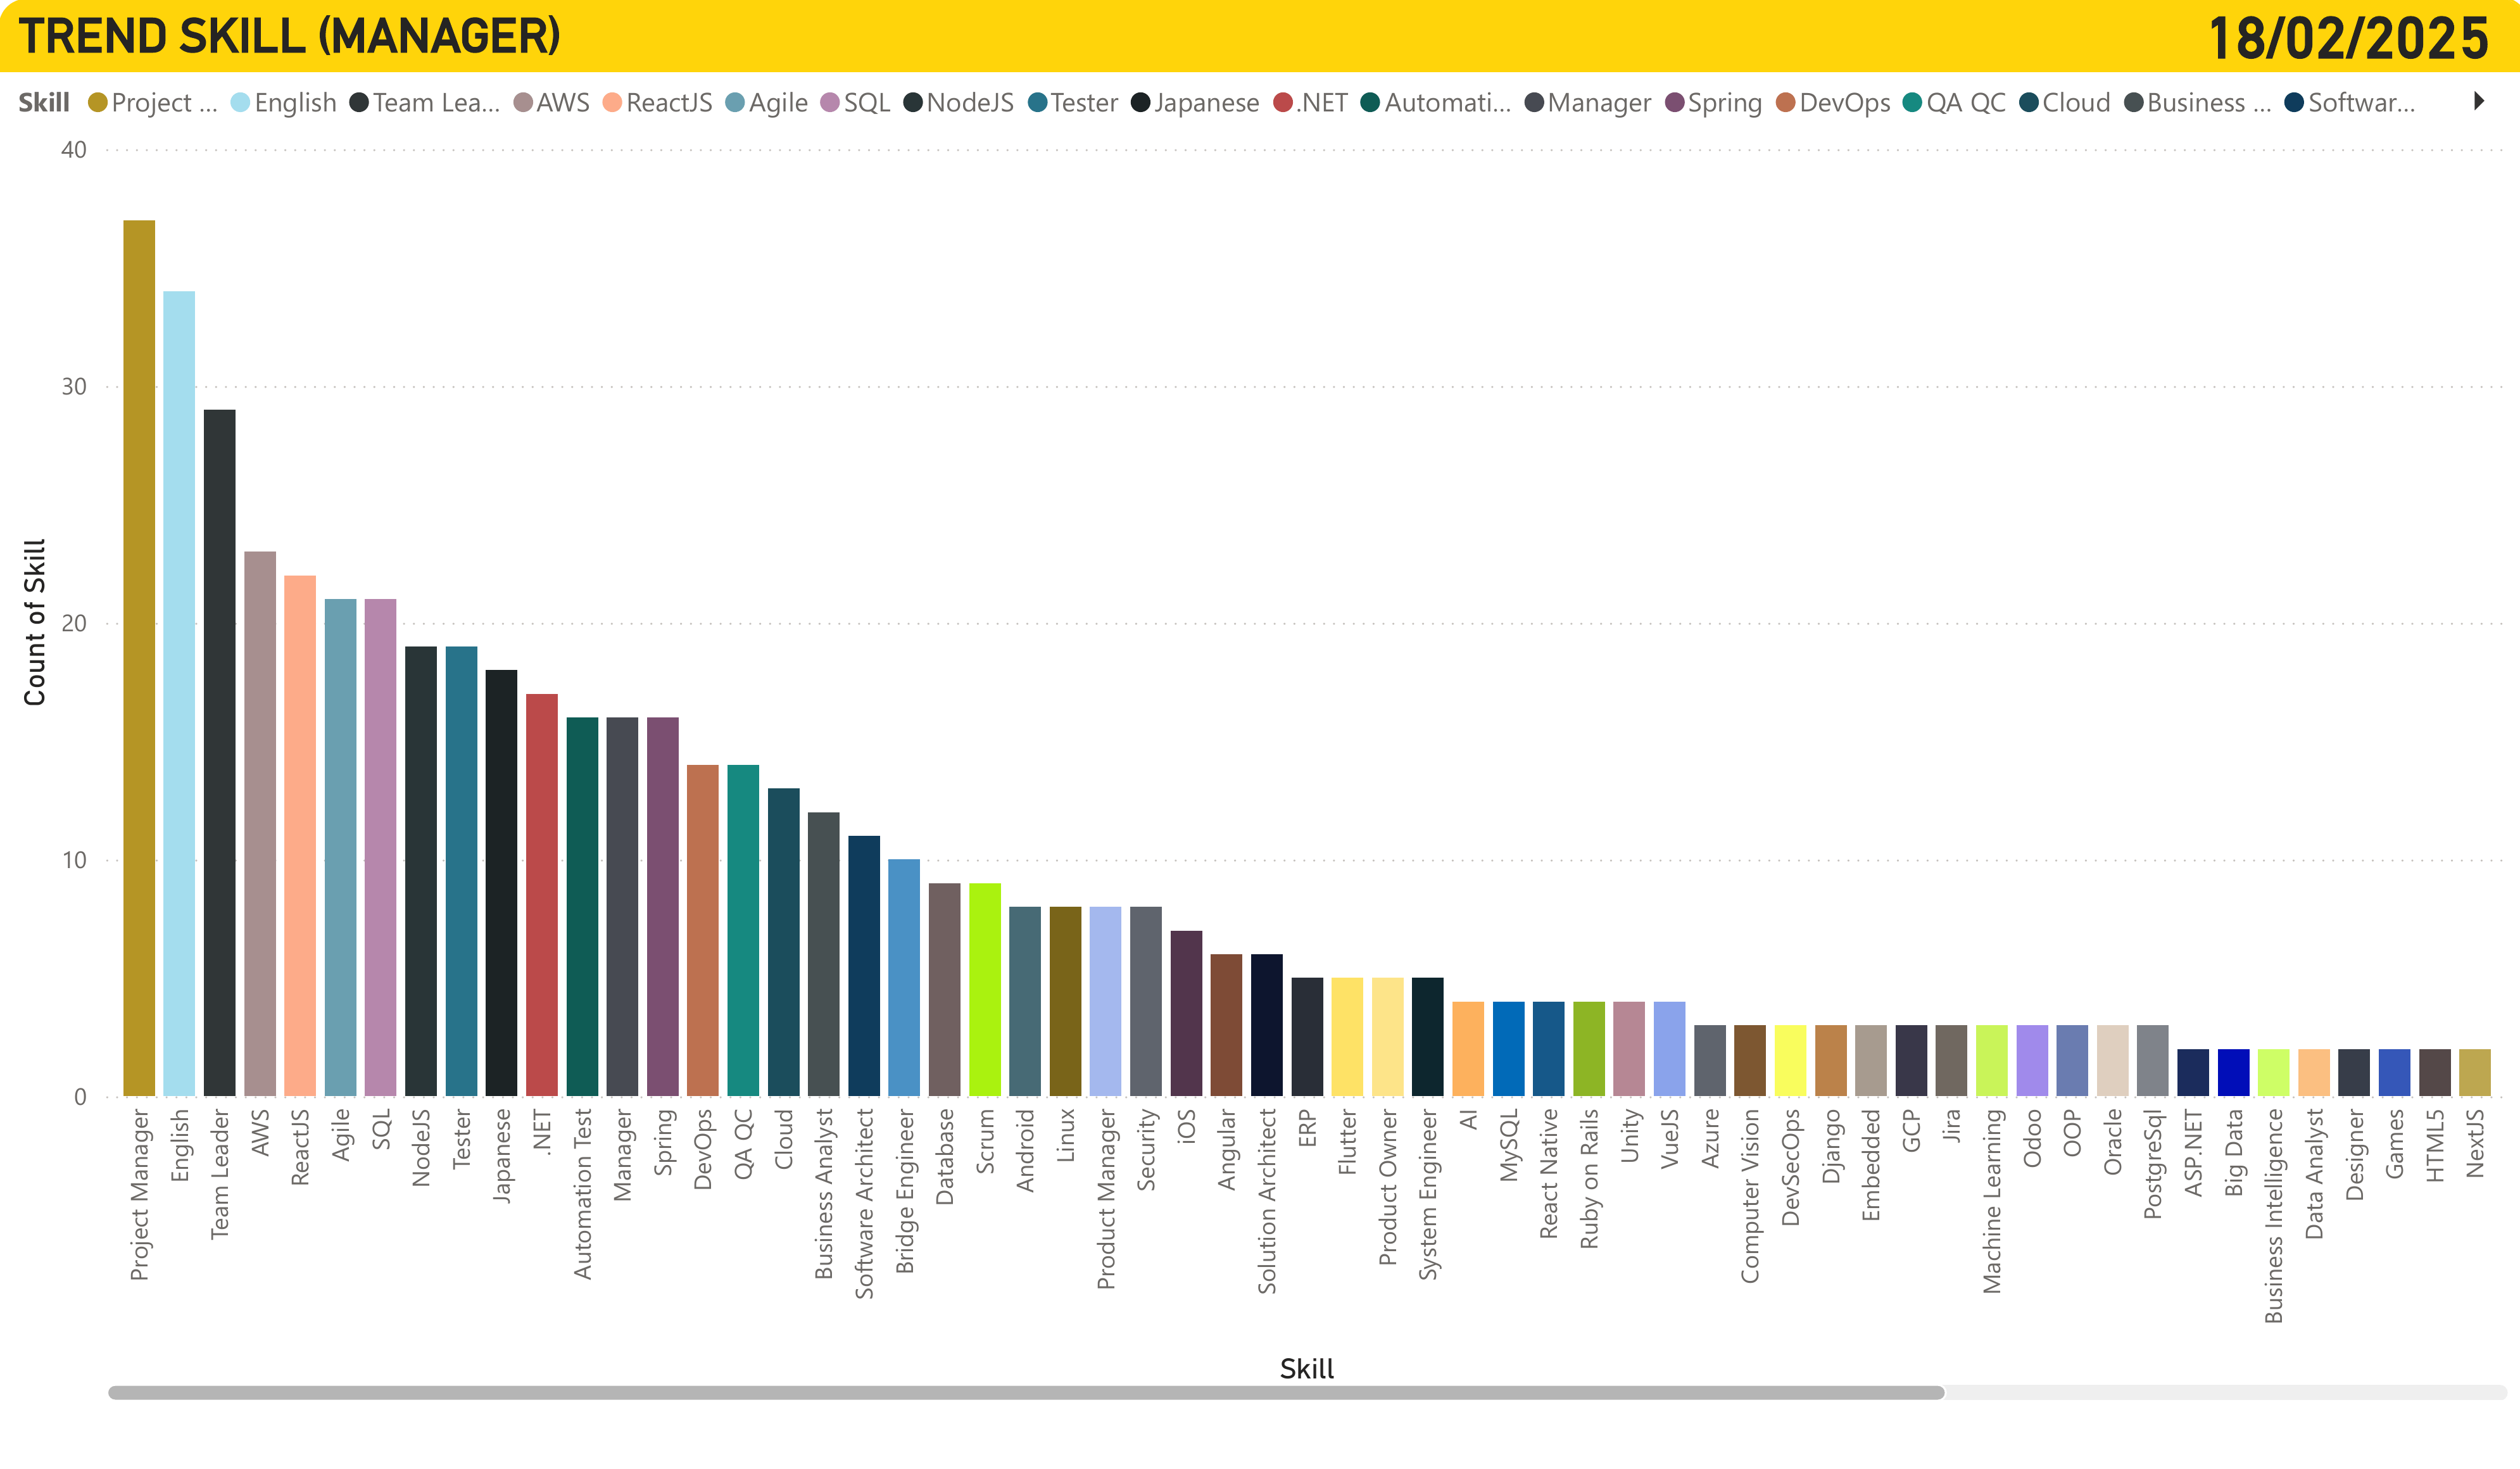 TREND SKILL (MANAGER)
18/02/2025
Skill Project ... English Team Lea... AWS ReactJS Agile SQL NodeJS Tester Japanese .NET Automati... Manager Spring DevOps QA QC Cloud Business ... Softwar...
40
30
20
10
0
Count of Skill
Project Manager
English
Team Leader
AWS
ReactJS
Agile
SQL
NodeJS
Tester
Japanese
.NET
Automation Test
Manager
Spring
DevOps
QA QC
Cloud
Business Analyst
Software Architect
Bridge Engineer
Database
Scrum
Android
Linux
Product Manager
Security
iOS
Angular
Solution Architect
ERP
Flutter
Product Owner
System Engineer
AI
MySQL
React Native
Ruby on Rails
Unity
VueJS
Azure
Computer Vision
DevSecOps
Django
Embedded
GCP
Jira
Machine Learning
Odoo
OOP
Oracle
PostgreSql
ASP.NET
Big Data
Business Intelligence
Data Analyst
Designer
Games
HTML5
NextJS
Skill